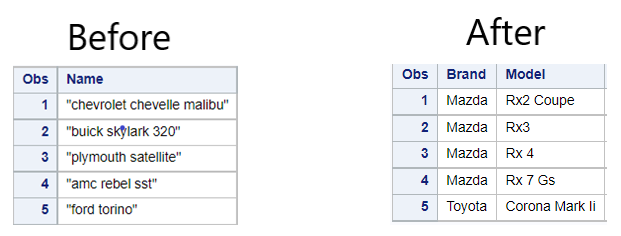 Before
Obs Name
1 "chevrolet chevelle malibu"
2 "buick skylark 320"
3 "plymouth satellite"
4 "amc rebel sst"
5 "ford torino"
After
Obs Brand Model
1 Mazda Rx2 Coupe
2 Mazda Rx3
3 Mazda Rx 4
4 Mazda Rx 7 Gs
5 Toyota Corona Mark Ii